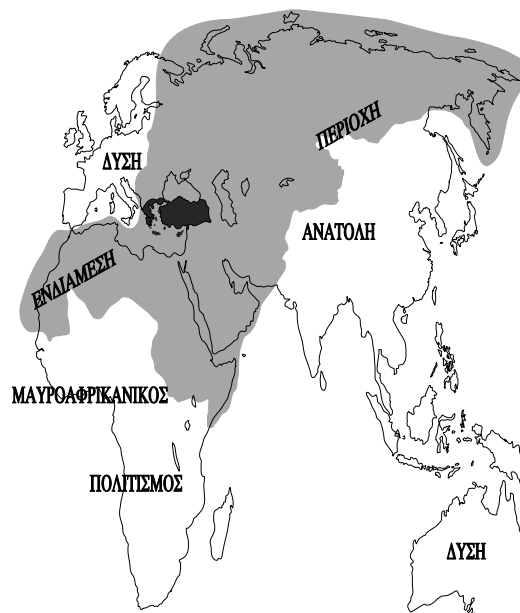 ΠΕΡΙΟΧΗ
ΔΥΣΗ
ΑΝΑΤΟΛΗ
ΕΝΔΙΑΜΕΣΗ
ΜΑΥΡΟΑΦΡΙΚΑΝΙΚΟΣ
ΠΟΛΙΤΙΣΜΟΣ
ΔΥΣΗ